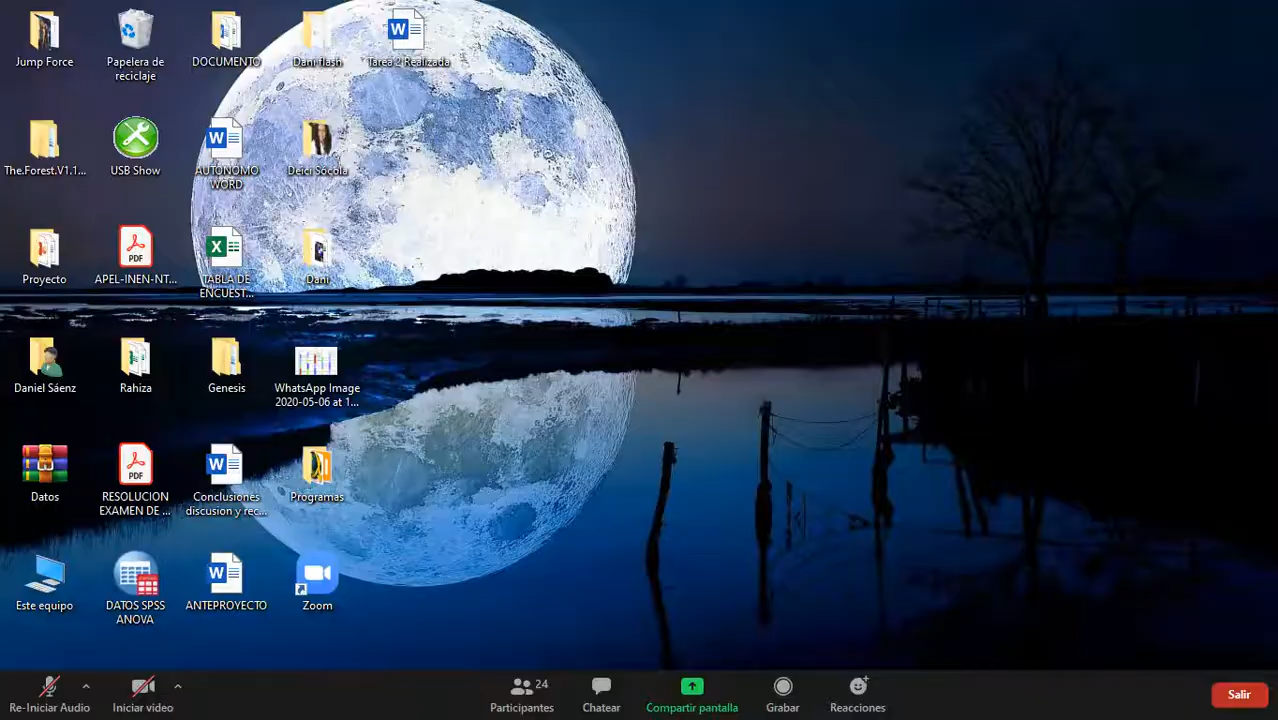 Jump Force
Papelera de
reciclaje
DOCUMENTO
Dani flash
Tarea 2 Realizada
The.Forest.V1.1...
USB Show
AUTONOMO
WORD
Deici Socola
Proyecto
APEL-INEN-NT...
TABLA DE
ENCUEST...
Dani
Daniel Sáenz
Rahiza
Genesis
WhatsApp Image
2020-05-06 at 1...
Datos
RESOLUCION
EXAMEN DE ...
Conclusiones
discusion y rec...
Programas
Este equipo
DATOS SPSS
ANOVA
ANTEPROYECTO
Zoom
Re-Iniciar Audio
Iniciar video
24
Participantes
Chatear
Compartir pantalla
Grabar
Reacciones
Salir